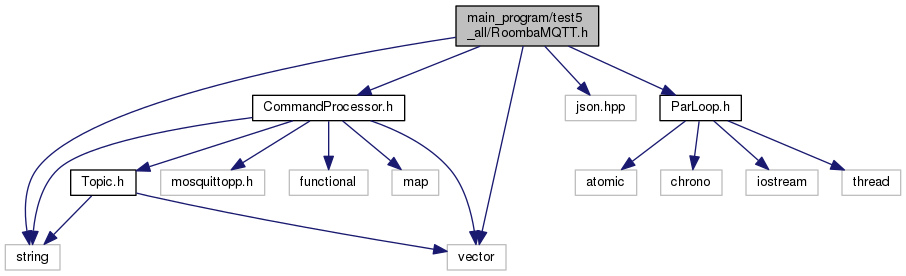 main_program/test5
_all/RoombaMQTT.h
CommandProcessor.h
json.hpp
ParLoop.h
Topic.h
mosquittopp.h
functional
map
atomic
chrono
iostream
thread
string
vector